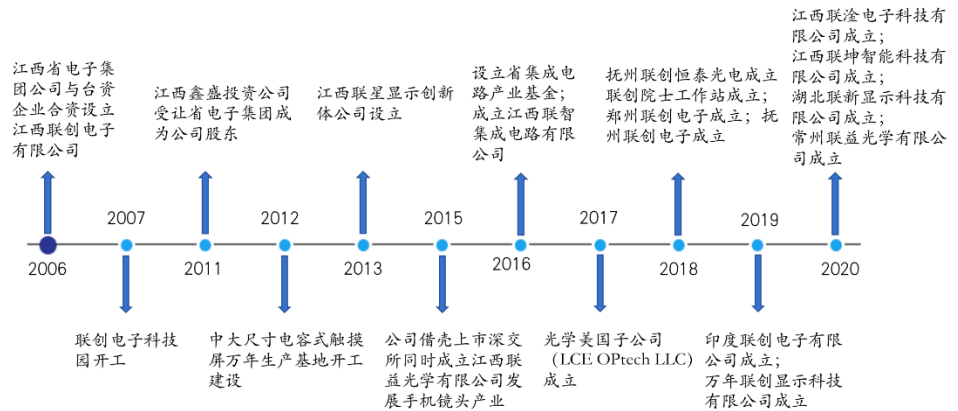 江西省电子集
团公司与台资
企业合资设立
江西联创电子
有限公司
2006
2007
联创电子科技
园开工
江西鑫盛投资公司
受让省电子集团成
为公司股东
2011
2012
中大尺寸电容式触摸
屏万年生产基地开工
建设
江西联星显示创新
体公司设立
2013
2015
公司借壳上市深交
所同时成立江西联
益光学有限公司发
展手机镜头产业
设立省集成电
路产业基金；
成立江西联智
集成电路有限
公司
2016
2017
光学美国子公司
（LCE OPtech LLC）
成立
抚州联创恒泰光电成立
联创院士工作站成立；
郑州联创电子成立；抚
州联创电子成立
2018
2019
印度联创电子有限
公司成立；
万年联创显示科技
有限公司成立
江西联淦电子科技有
限公司成立；
江西联坤智能科技有
限公司成立；
湖北联新显示科技有
限公司成立；
常州联益光学有限公
司成立
2020